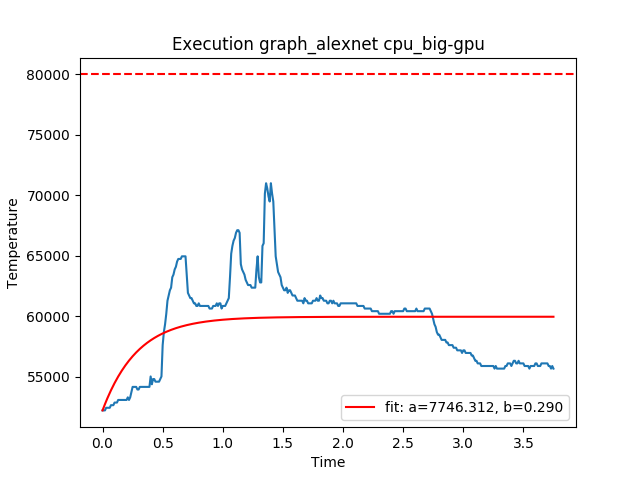 Execution graph_alexnet cpu_big-gpu
Temperature
80000
75000
70000
65000
60000
55000
fit: a=7746.312, b=0.290
0.0 0.5 1.0 1.5 2.0 2.5 3.0 3.5
Time